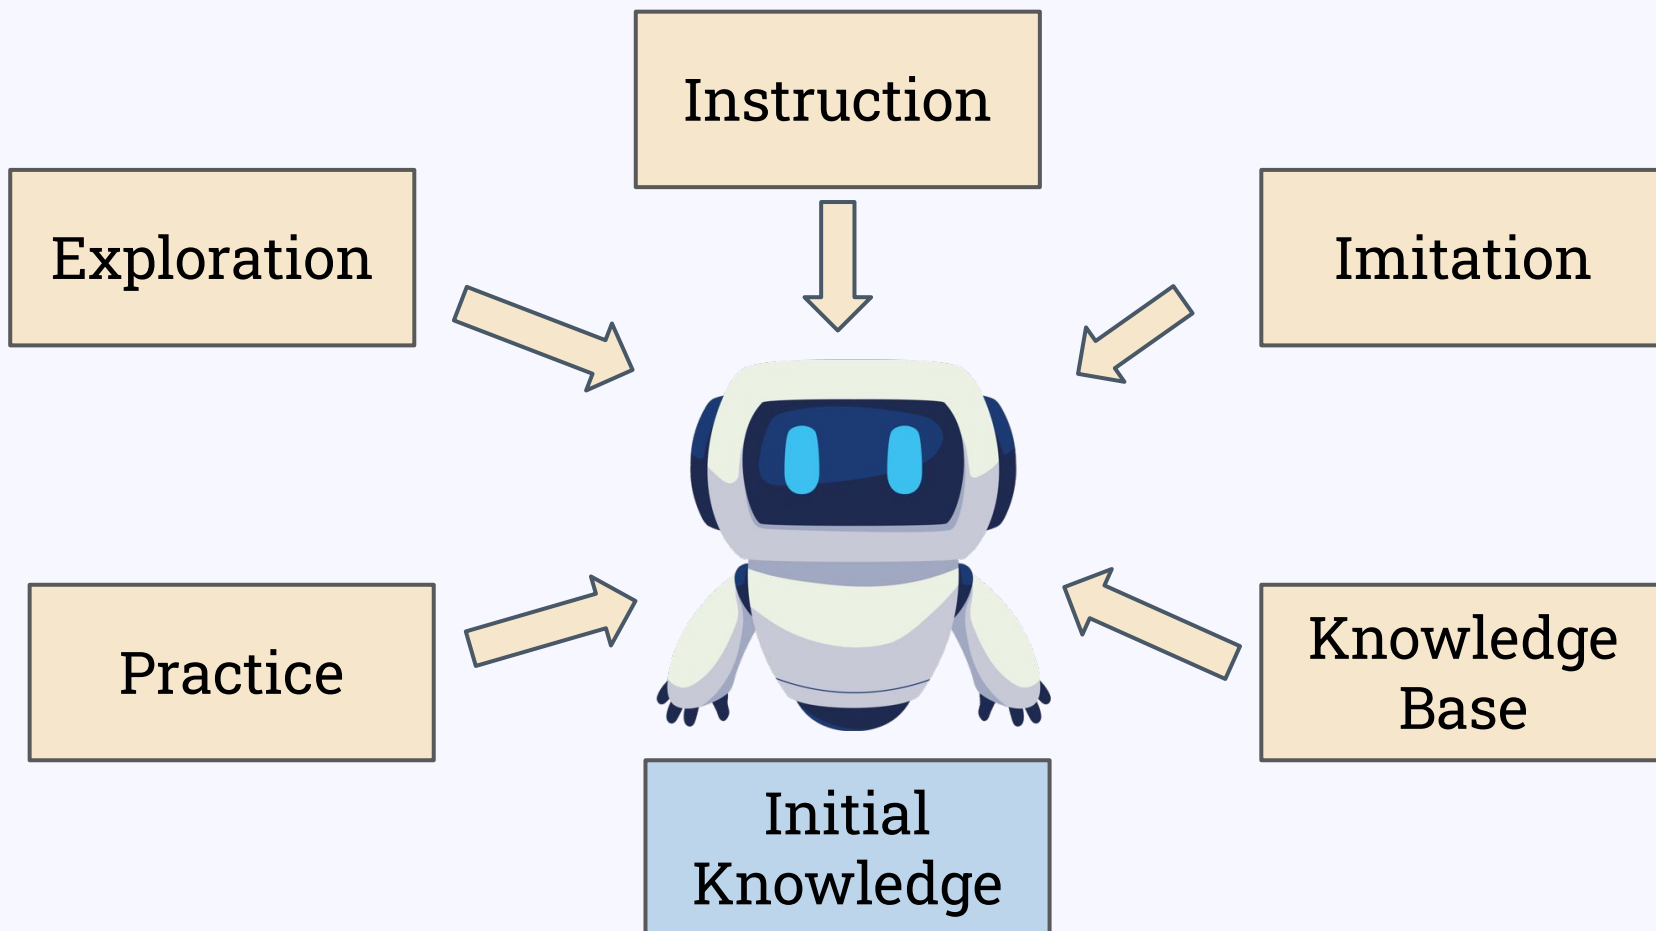 Instruction
Exploration
Imitation
Practice
Knowledge
Base
Initial
Knowledge